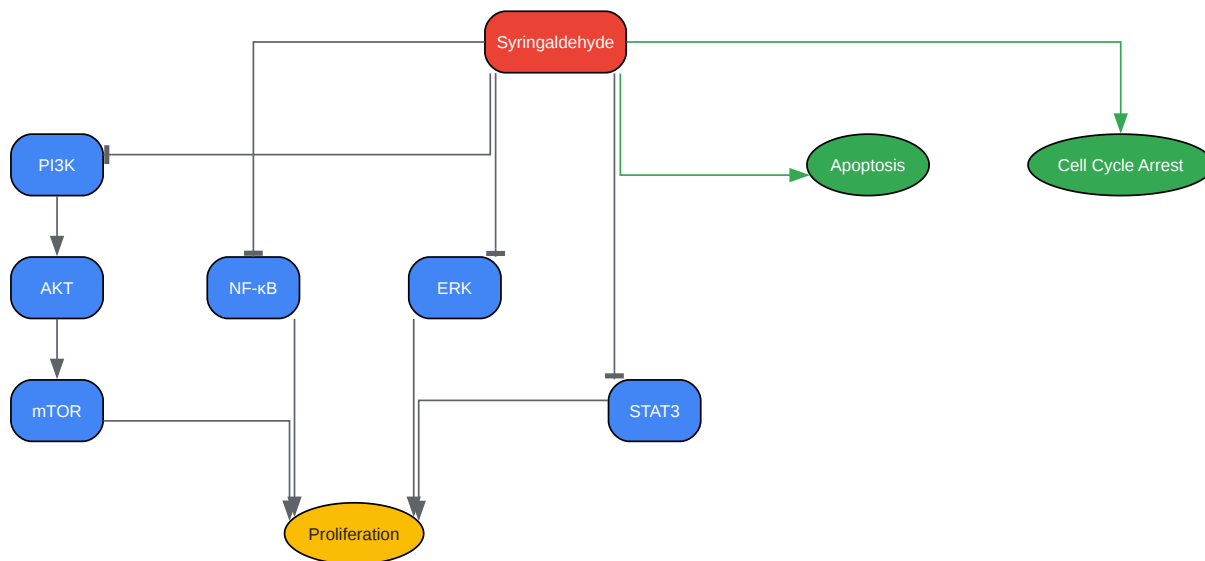 Syringaldehyde
PI3K
Apoptosis
Cell Cycle Arrest
AKT
NF-κB
ERK
mTOR
STAT3
Proliferation